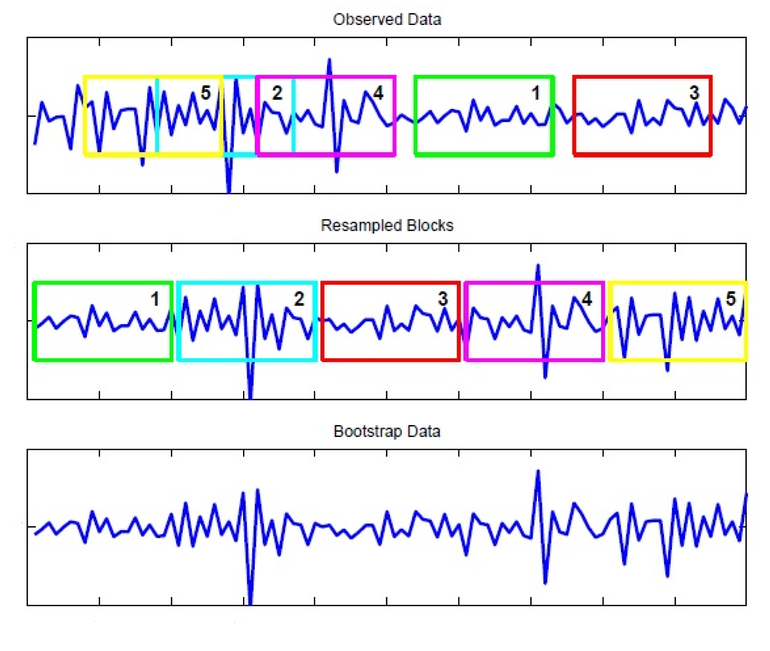 Observed Data
5 2 4 1 3
Resampled Blocks
1 2 3 4 5
Bootstrap Data